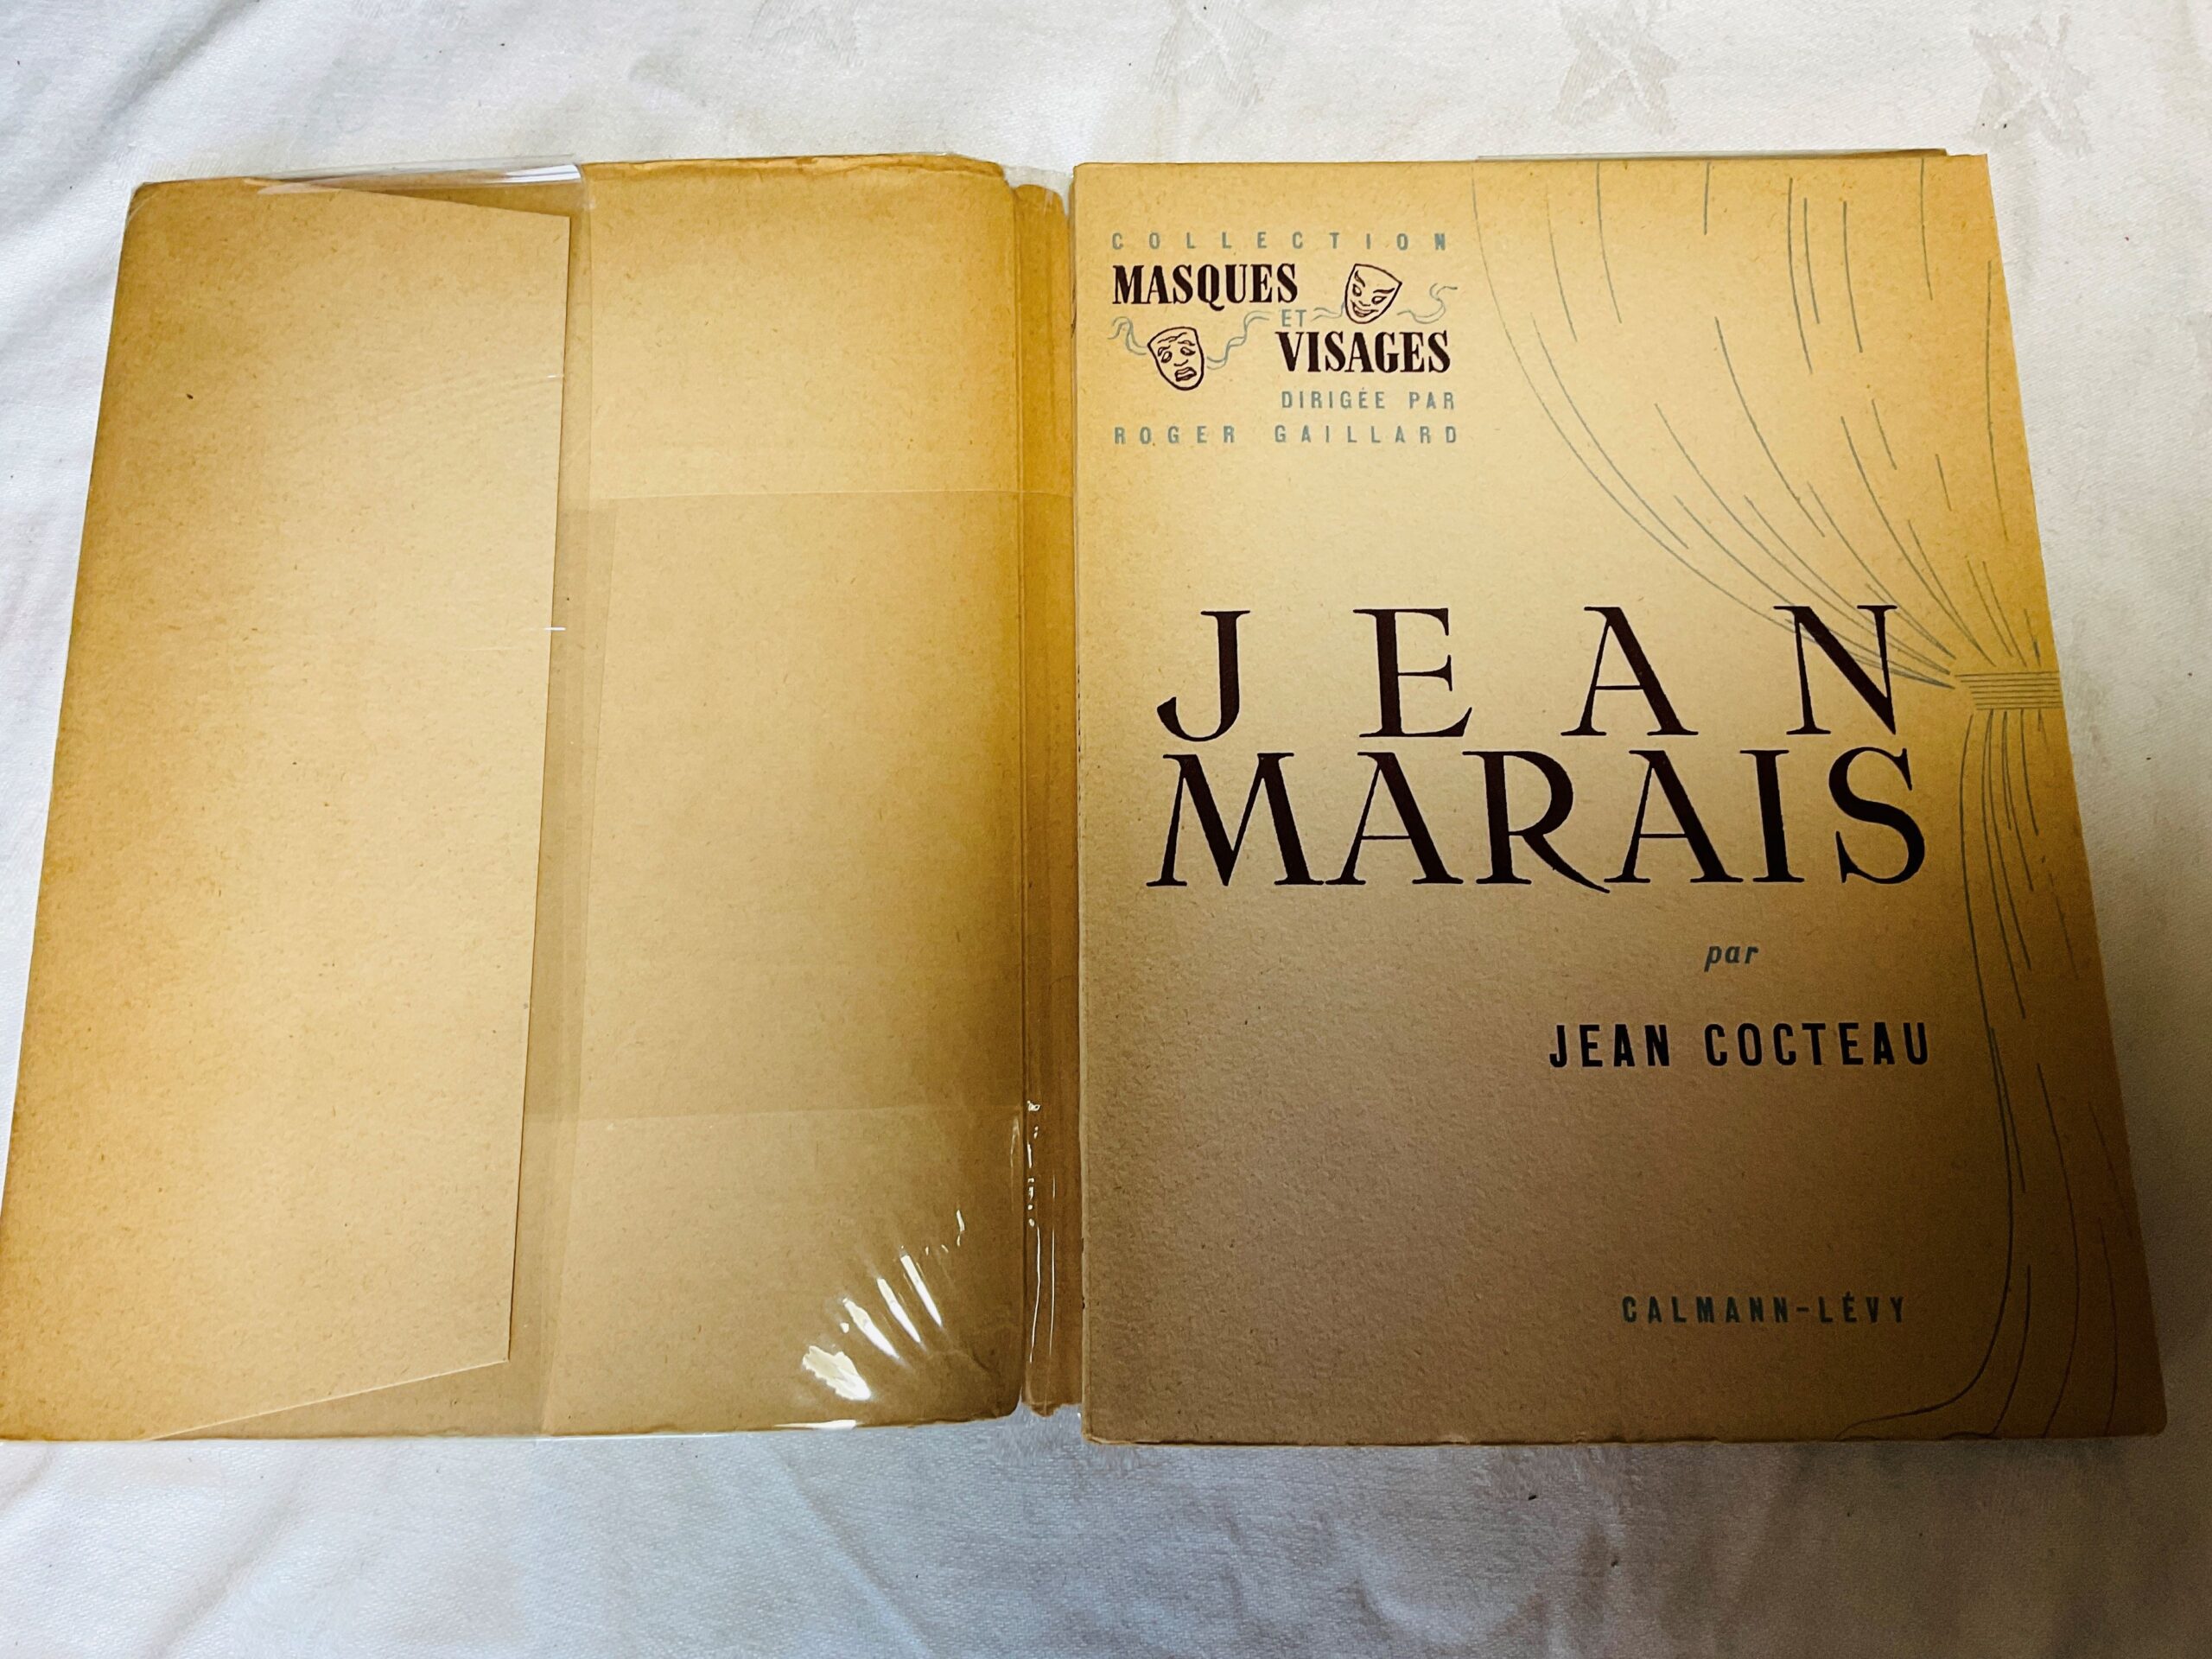 COLLECTION
MASQUES
ET
VISAGES
DIRIGÉE PAR
ROGER GAILLARD
JEAN
MARAIS
par
JEAN COCTEAU
CALMANN-LÉVY